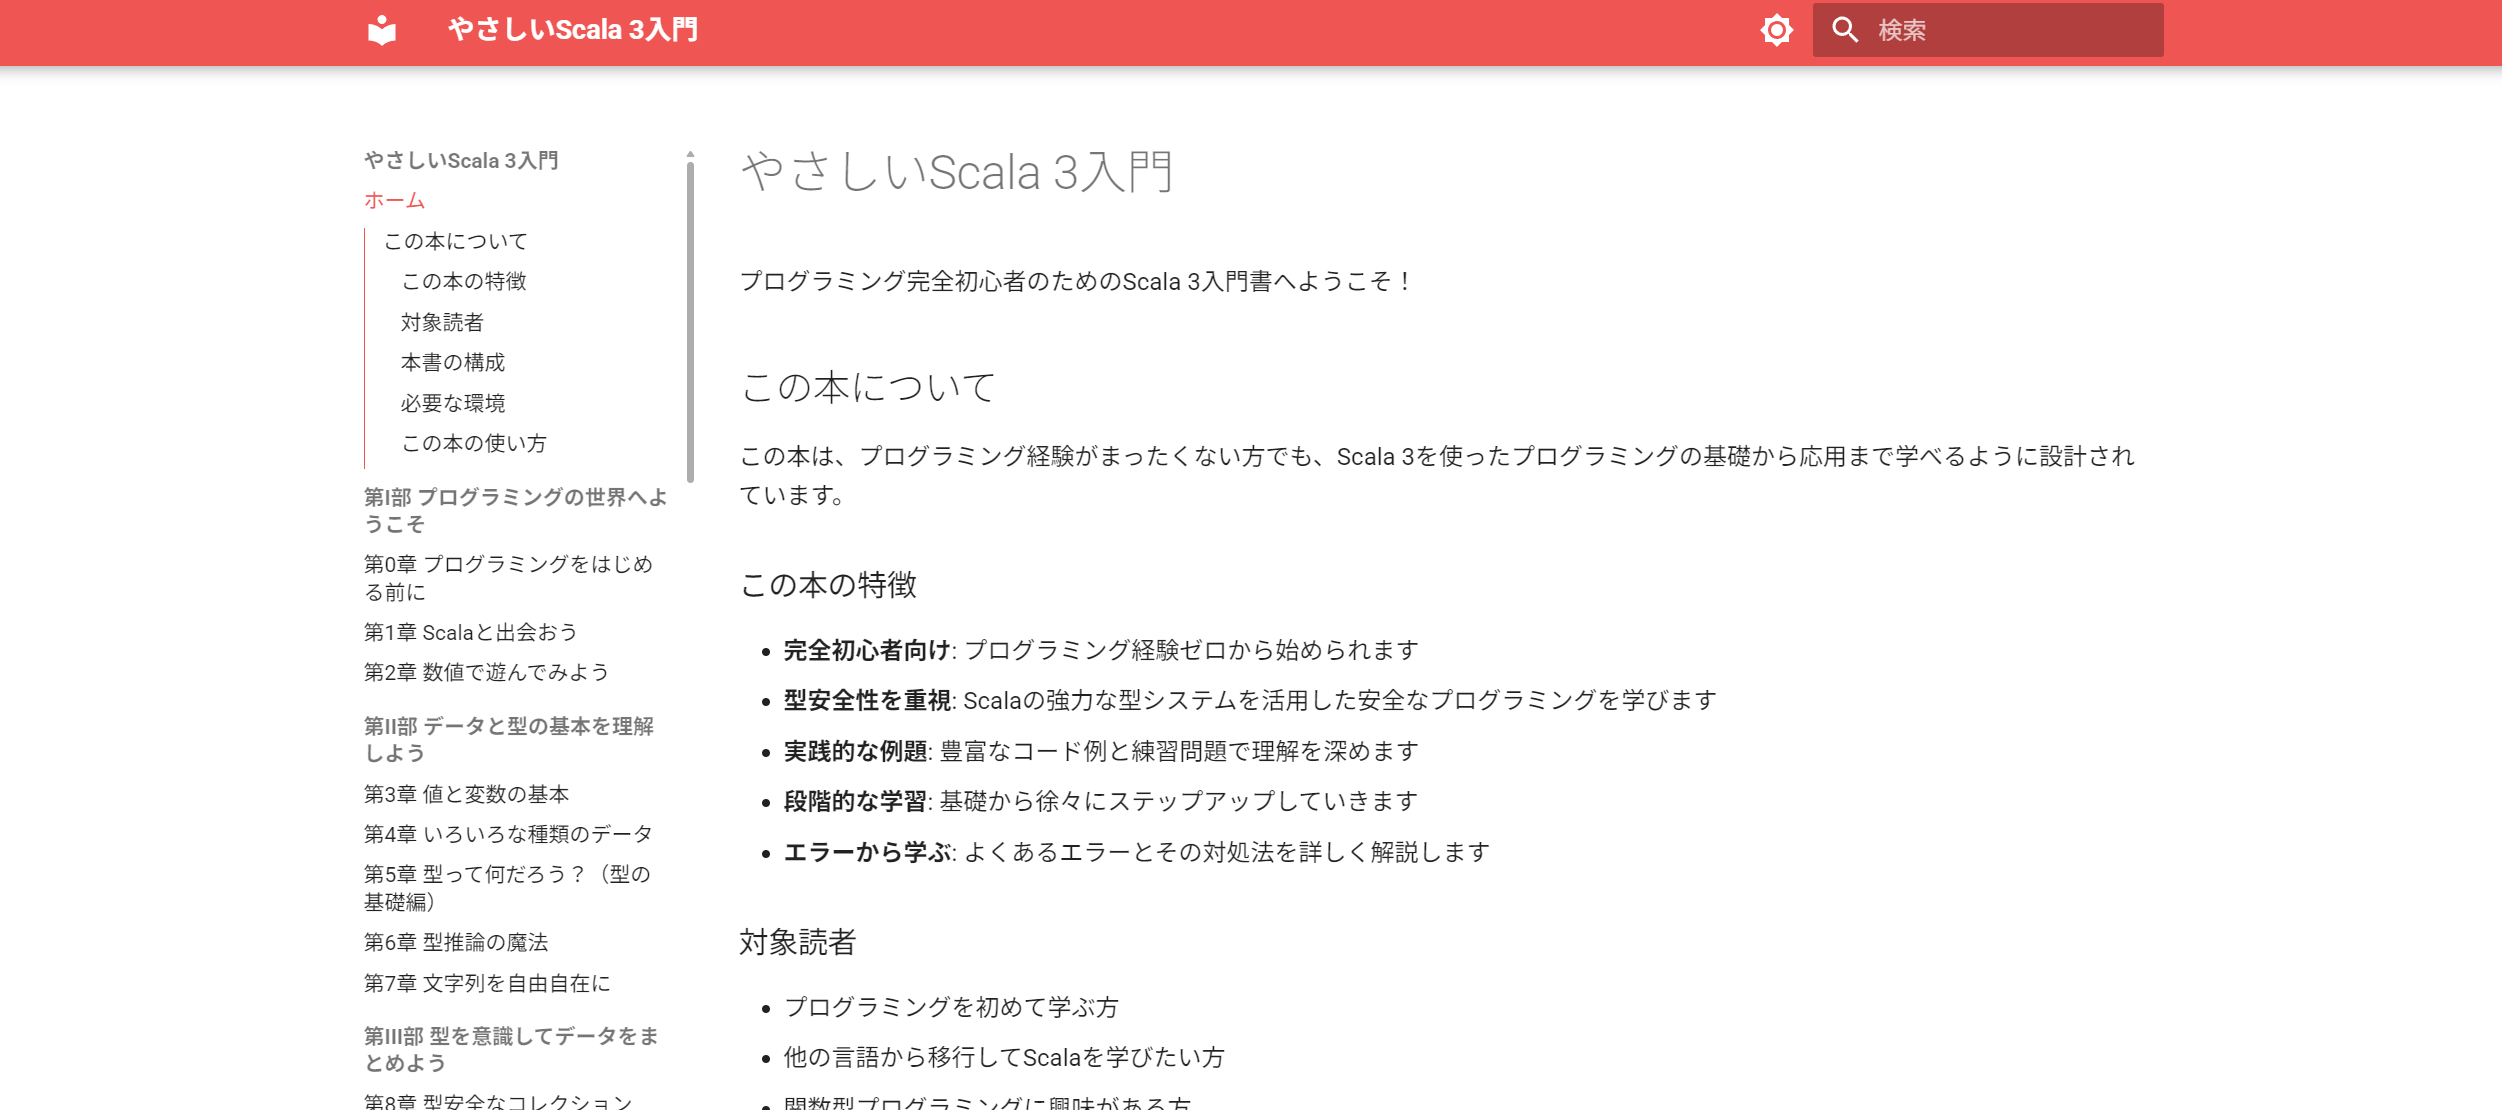 やさしいScala 3入門
検索
やさしいScala 3入門
ホーム
この本について
この本の特徴
対象読者
本書の構成
必要な環境
この本の使い方
第I部 プログラミングの世界へよ
うこそ
第0章 プログラミングをはじめ
る前に
第1章 Scalaと出会おう
第2章 数値で遊んでみよう
第II部 データと型の基本を理解
しよう
第3章 値と変数の基本
第4章 いろいろな種類のデータ
第5章 型って何だろう？（型の
基礎編）
第6章 型推論の魔法
第7章 文字列を自由自在に
第III部 型を意識してデータをま
とめよう
第8章 型安全なコレクション
やさしいScala 3入門
プログラミング完全初心者のためのScala 3入門書へようこそ！
この本について
この本は、プログラミング経験がまったくない方でも、Scala 3を使ったプログラミングの基礎から応用まで学べるように設計され
ています。
この本の特徴
• 完全初心者向け: プログラミング経験ゼロから始められます
• 型安全性を重視: Scalaの強力な型システムを活用した安全なプログラミングを学びます
• 実践的な例題: 豊富なコード例と練習問題で理解を深めます
• 段階的な学習: 基礎から徐々にステップアップしていきます
• エラーから学ぶ: よくあるエラーとその対処法を詳しく解説します
対象読者
• プログラミングを初めて学ぶ方
• 他の言語から移行してScalaを学びたい方
• 関数型プログラミングに興味がある方